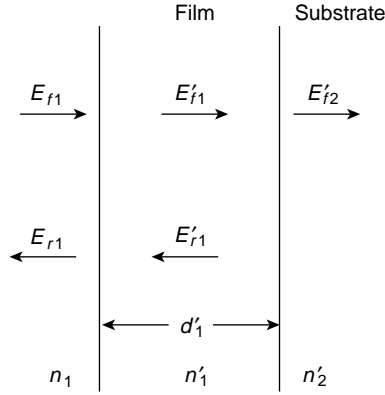 Film Substrate
E_f1 E′_f1 E′_f2
E_r1 E′_r1
d′_1
n_1 n′_1 n′_2